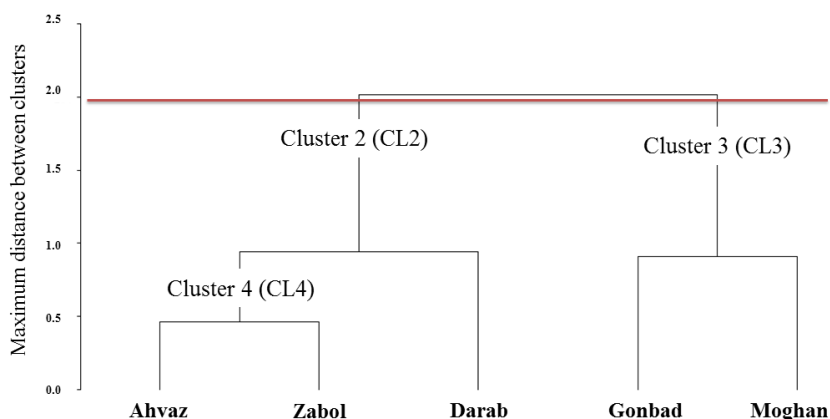 Maximum distance between clusters
2.5
2.0
1.5
1.0
0.5
0.0
Cluster 2 (CL2)
Cluster 3 (CL3)
Cluster 4 (CL4)
Ahvaz Zabol Darab Gonbad Moghan